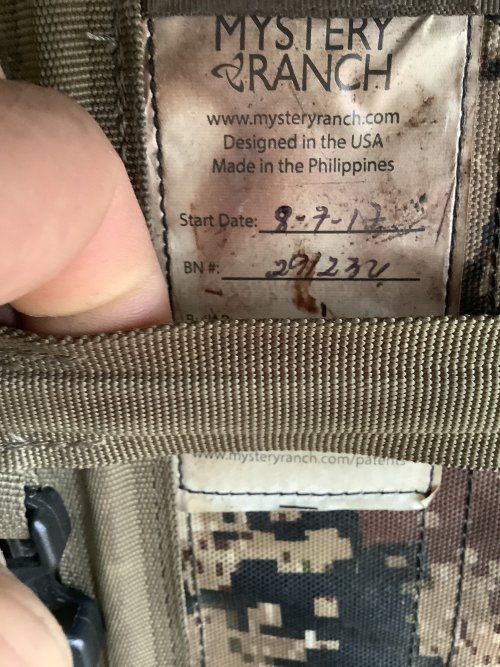 MYSTERY
RANCH
www.mysteryranch.com
Designed in the USA
Made in the Philippines
Start Date: 8-7-17
BN #:
www.mysteryranch.com/patents